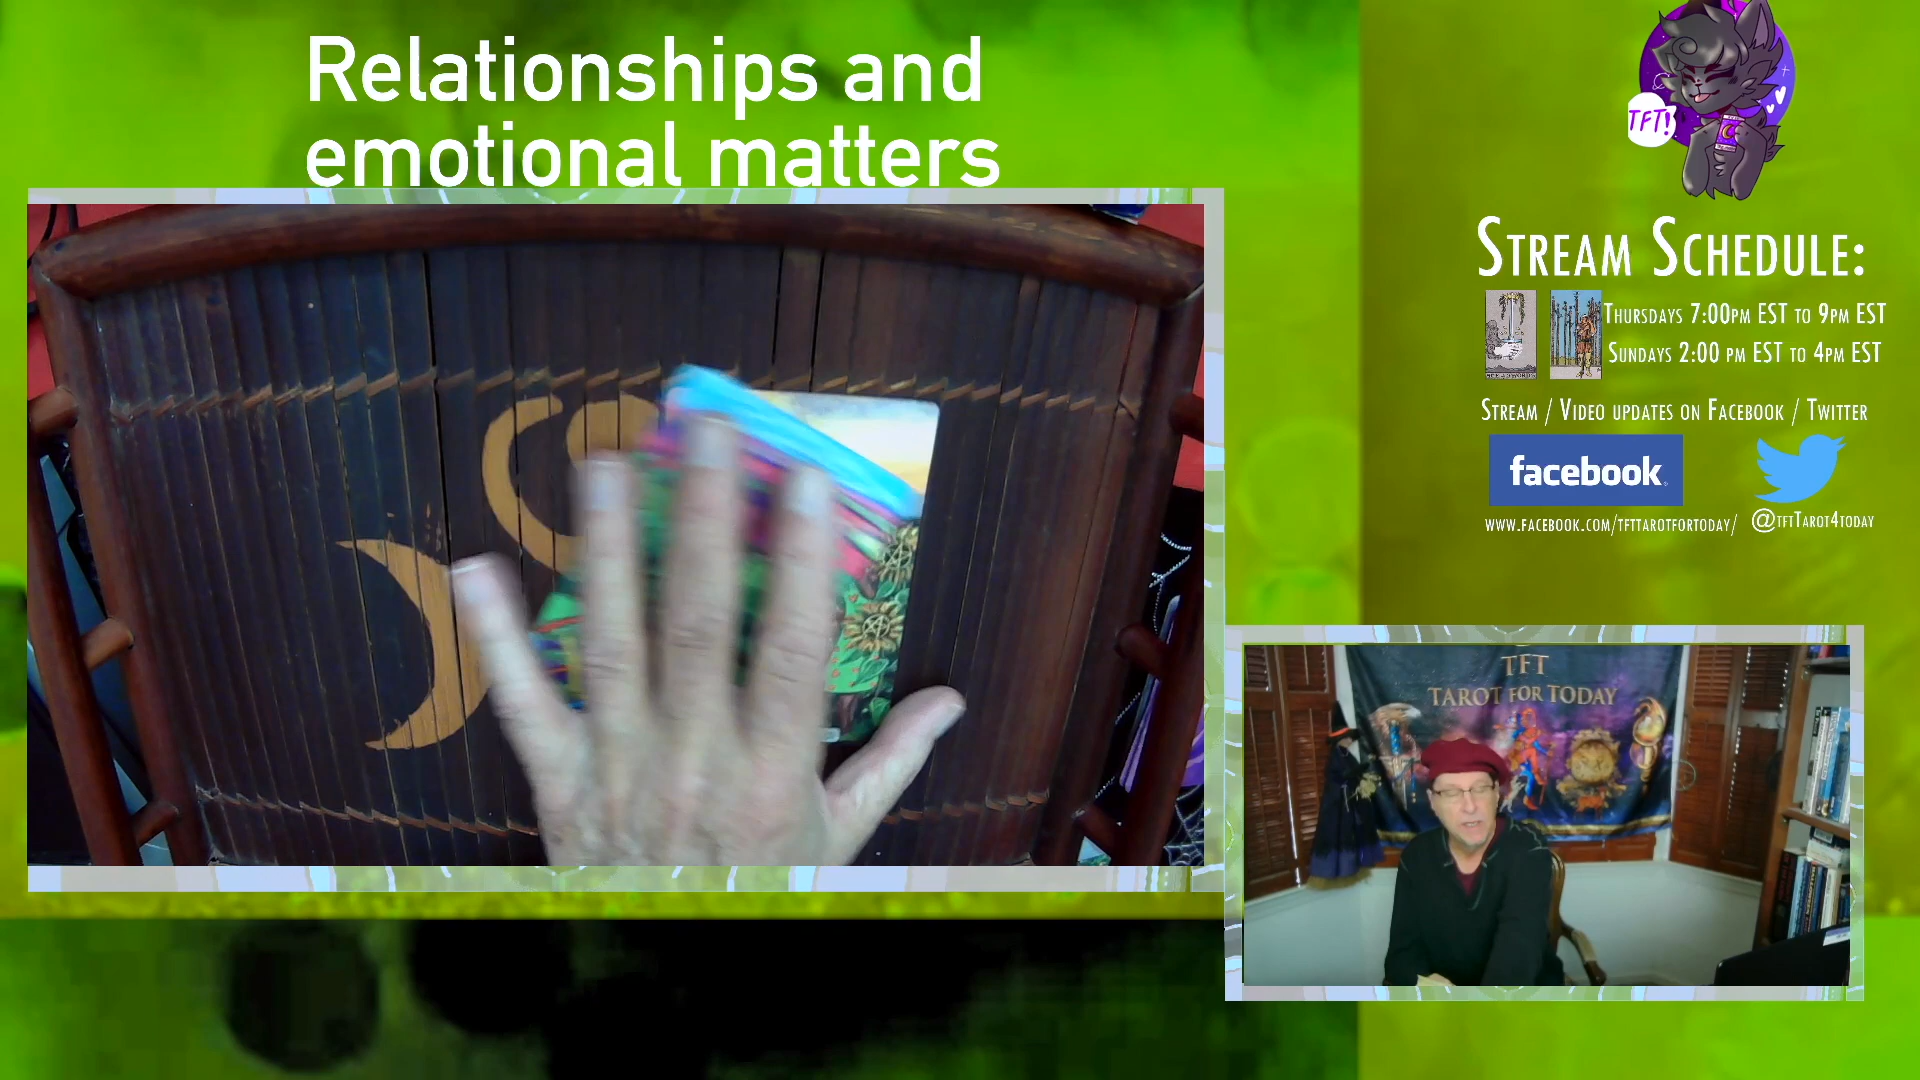 Relationships and
emotional matters
TFT!
STREAM SCHEDULE:
THURSDAYS 7:00PM EST TO 9PM EST
SUNDAYS 2:00 PM EST TO 4PM EST
STREAM / VIDEO UPDATES ON FACEBOOK / TWITTER
facebook
WWW.FACEBOOK.COM/TFTTAROTFORTODAY/
@TFTTAROT4TODAY
TFT
TAROT FOR TODAY